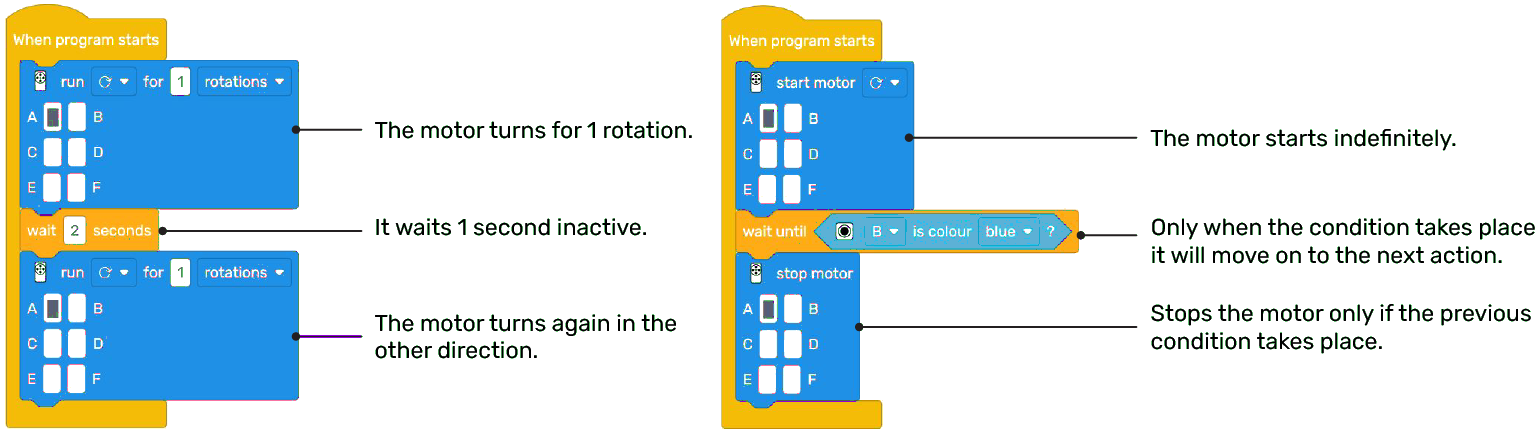 When program starts
run for 1 rotations
A B
C D
E F
wait 2 seconds
run for 1 rotations
A B
C D
E F
The motor turns for 1 rotation.
It waits 1 second inactive.
The motor turns again in the
other direction.
When program starts
start motor
A B
C D
E F
wait until B is colour blue ?
stop motor
A B
C D
E F
The motor starts indefinitely.
Only when the condition takes place
it will move on to the next action.
Stops the motor only if the previous
condition takes place.